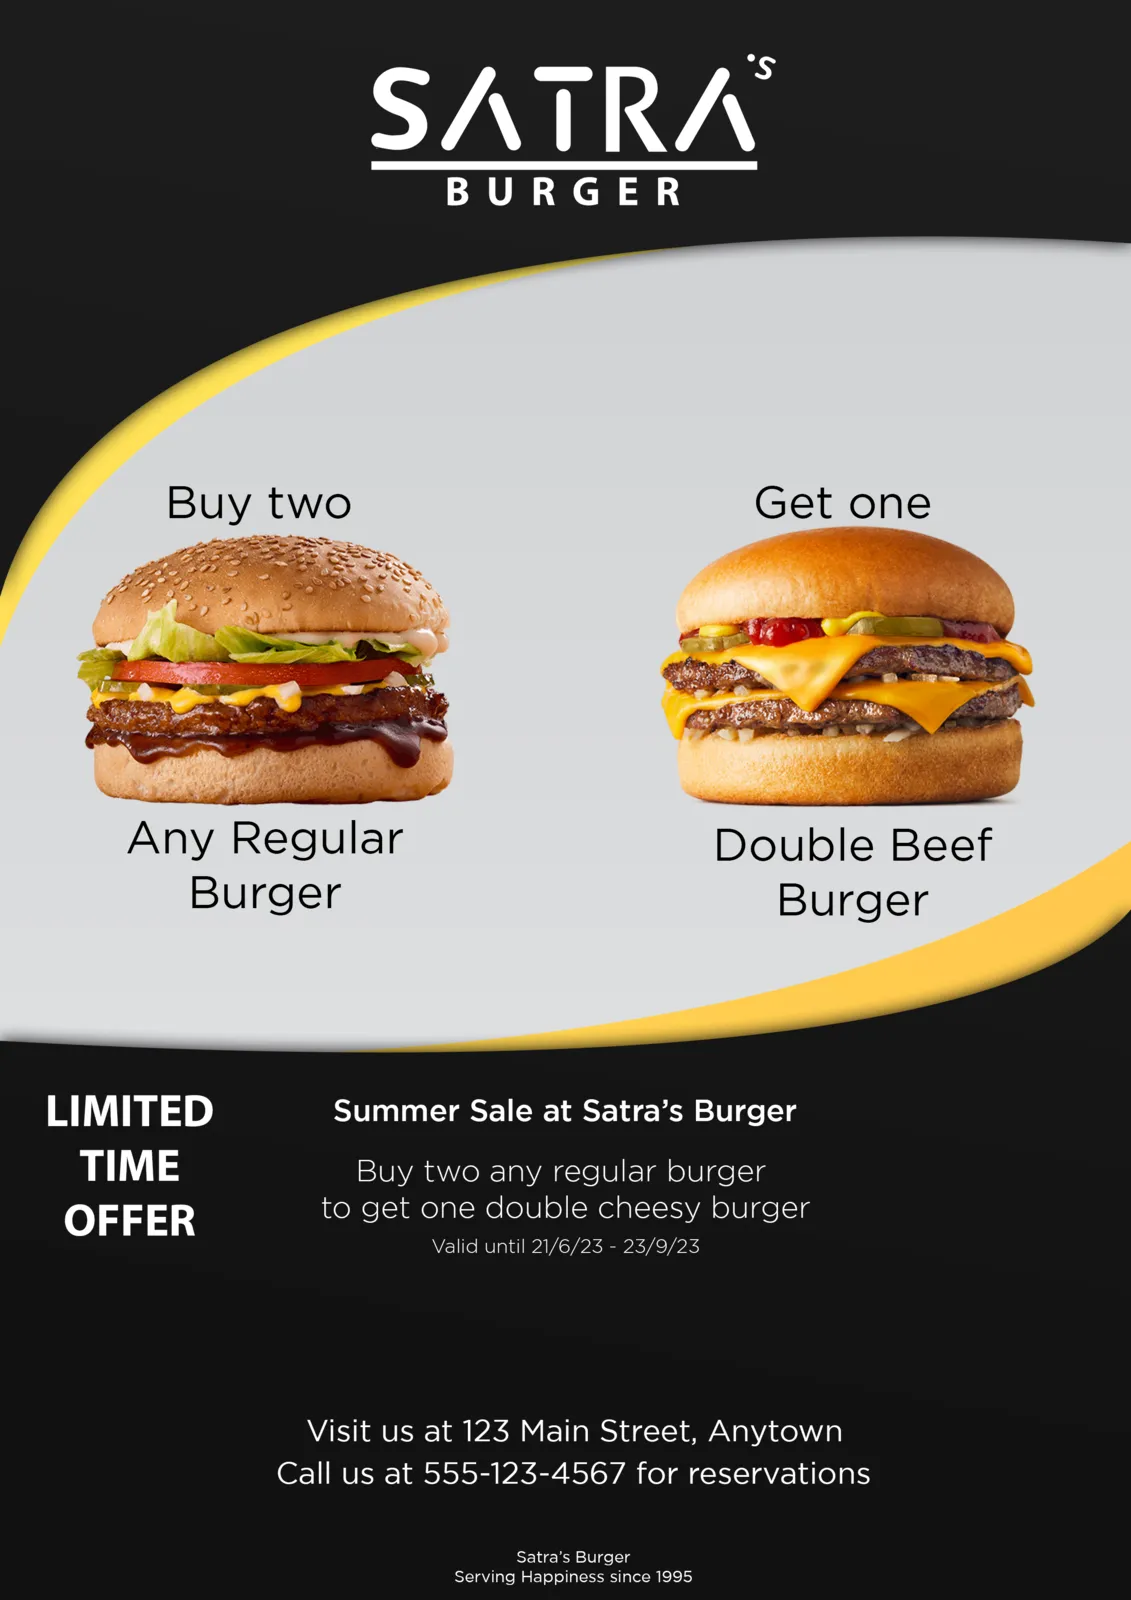 SATRA's
BURGER
Buy two
Get one
Any Regular
Burger
Double Beef
Burger
LIMITED
TIME
OFFER
Summer Sale at Satra’s Burger
Buy two any regular burger
to get one double cheesy burger
Valid until 21/6/23 - 23/9/23
Visit us at 123 Main Street, Anytown
Call us at 555-123-4567 for reservations
Satra’s Burger
Serving Happiness since 1995